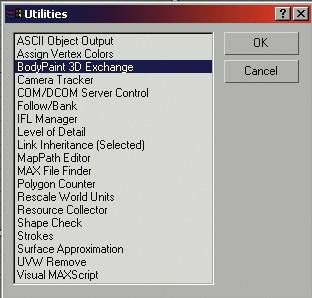 Utilities
ASCII Object Output
Assign Vertex Colors
BodyPaint 3D Exchange
Camera Tracker
COM/DCOM Server Control
Follow/Bank
IFL Manager
Level of Detail
Link Inheritance (Selected)
MapPath Editor
MAX File Finder
Polygon Counter
Rescale World Units
Resource Collector
Shape Check
Strokes
Surface Approximation
UVW Remove
Visual MAXScript
OK
Cancel